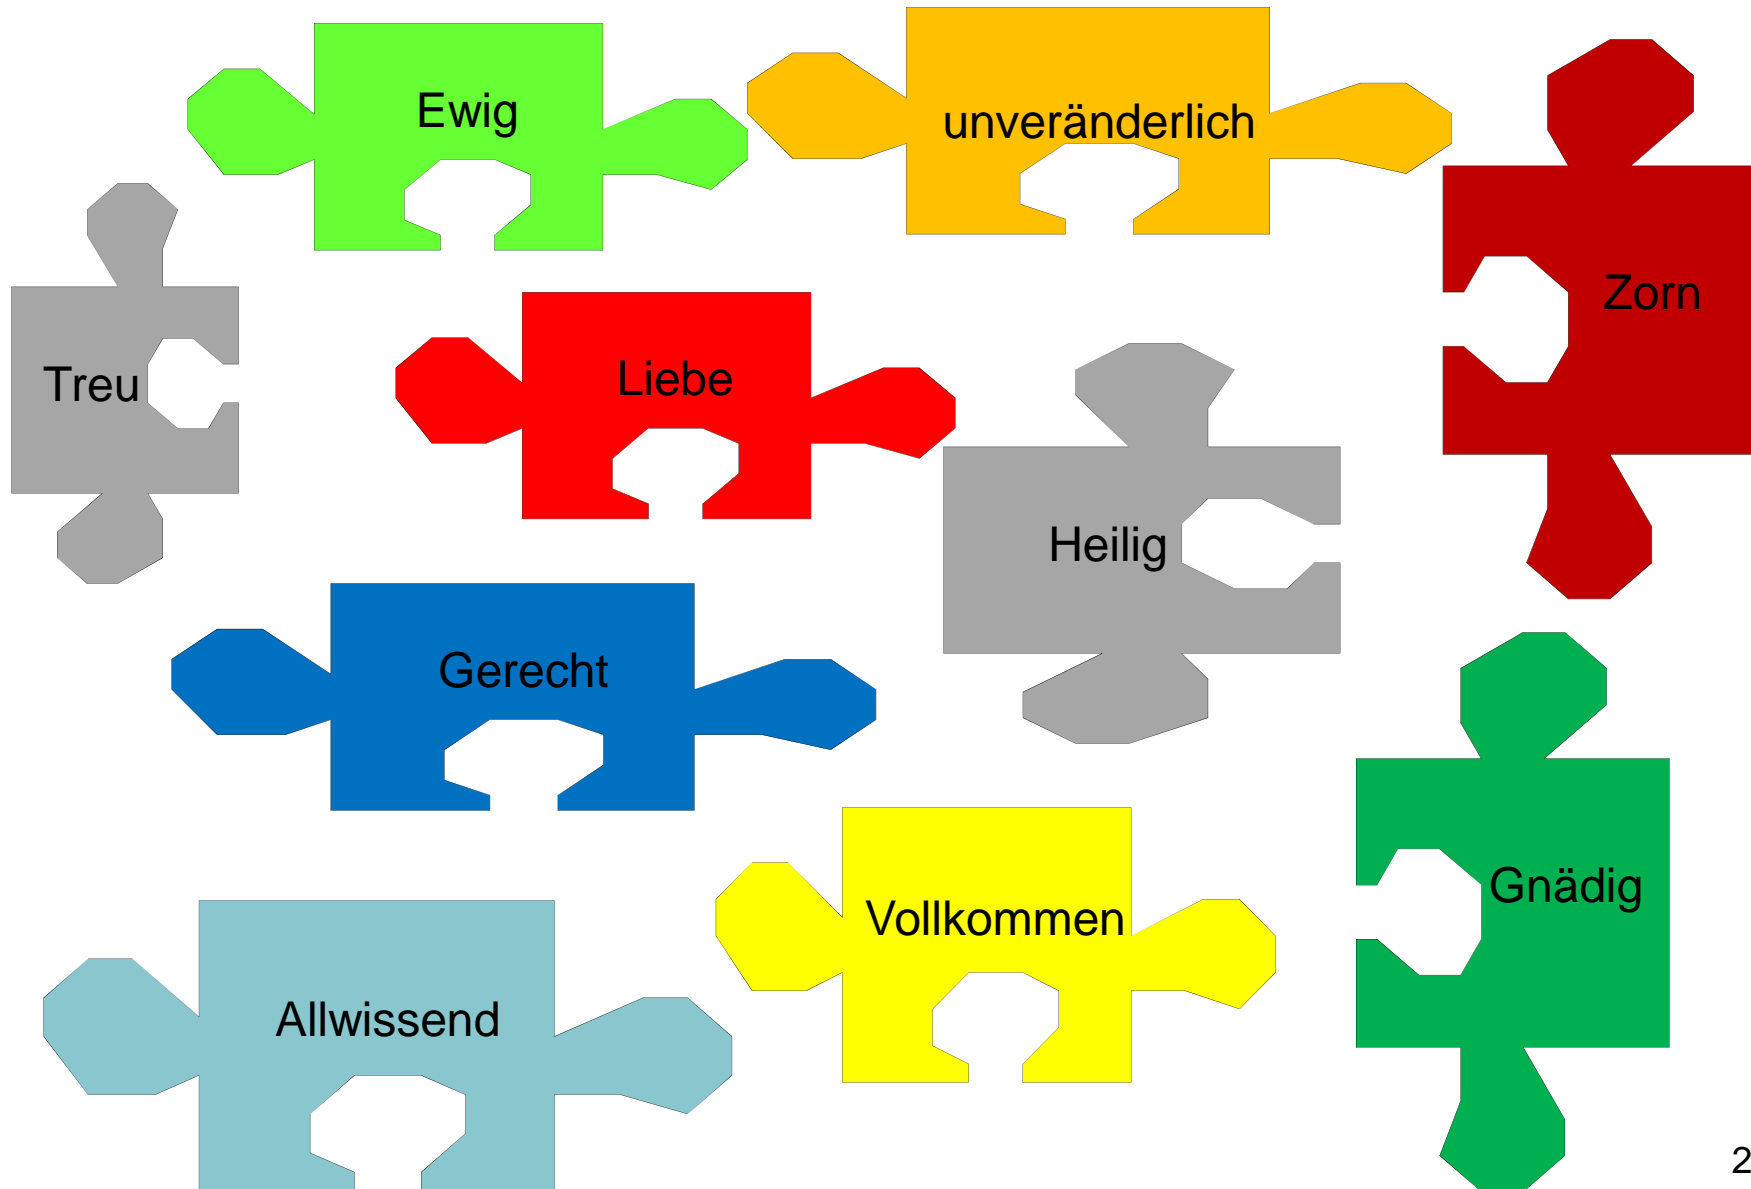 Ewig
unveränderlich
Zorn
Treu
Liebe
Heilig
Gerecht
Gnädig
Vollkommen
Allwissend
2